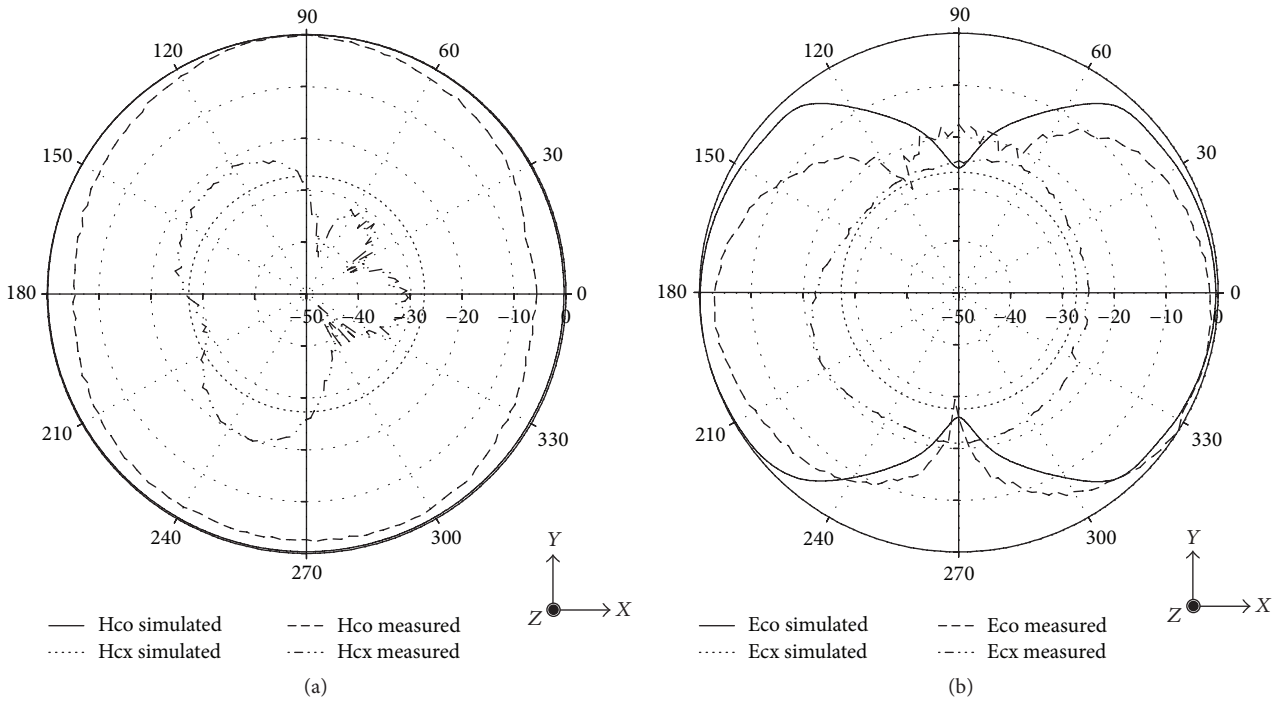 90
120
60
150
30
180
−50
−40
−30
−20
−10
0
0
210
330
240
300
270
Y
Z
X
Hco simulated
Hco measured
Hcx simulated
Hcx measured
(a)
90
120
60
150
30
180
−50
−40
−30
−20
−10
0
0
210
330
240
300
270
Y
Z
X
Eco simulated
Eco measured
Ecx simulated
Ecx measured
(b)